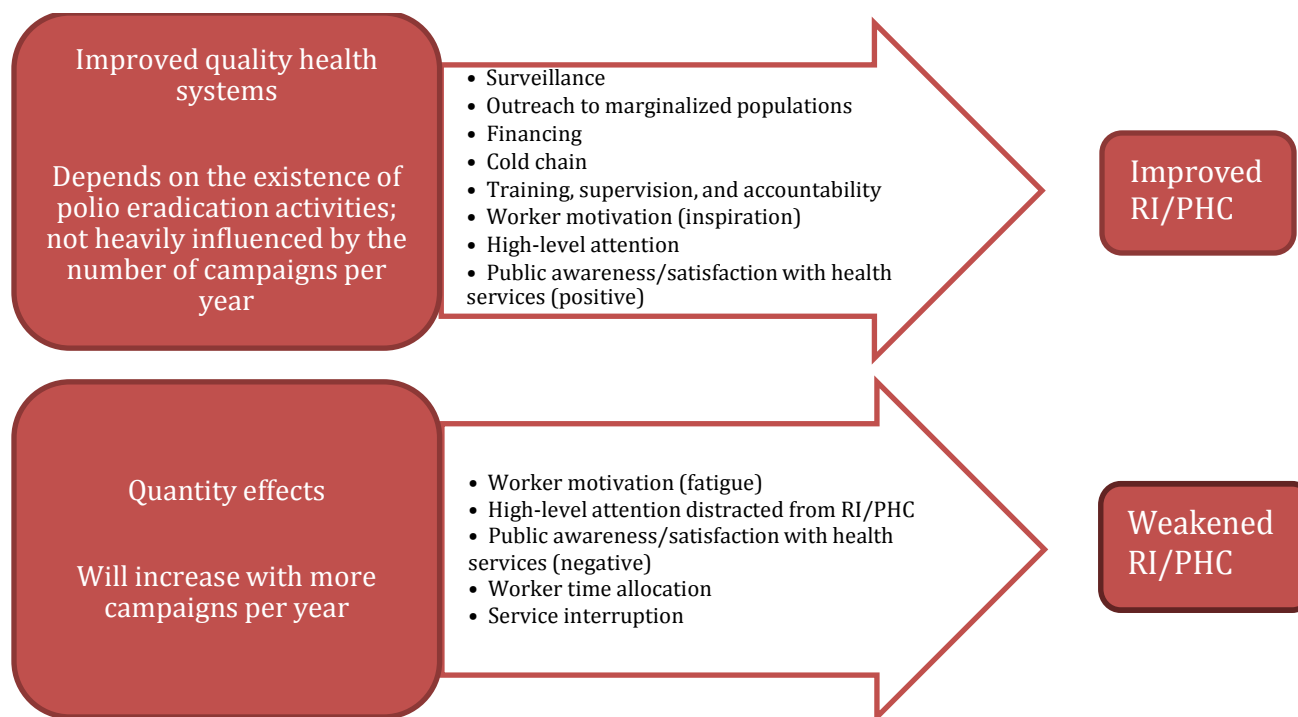 Improved quality health
systems
Depends on the existence of
polio eradication activities;
not heavily influenced by the
number of campaigns per
year
• Surveillance
• Outreach to marginalized populations
• Financing
• Cold chain
• Training, supervision, and accountability
• Worker motivation (inspiration)
• High-level attention
• Public awareness/satisfaction with health
services (positive)
Improved
RI/PHC
Quantity effects
Will increase with more
campaigns per year
• Worker motivation (fatigue)
• High-level attention distracted from RI/PHC
• Public awareness/satisfaction with health
services (negative)
• Worker time allocation
• Service interruption
Weakened
RI/PHC